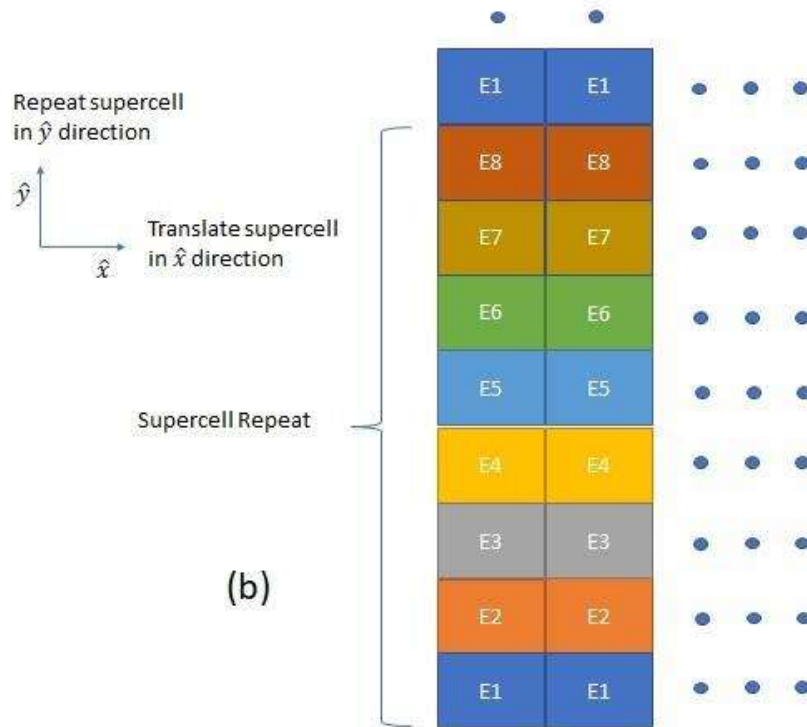 E1 E1
Repeat supercell
in ŷ direction
E8 E8
ŷ
Translate supercell
in x̂ direction
x̂
E7 E7
E6 E6
E5 E5
Supercell Repeat
E4 E4
E3 E3
(b)
E2 E2
E1 E1